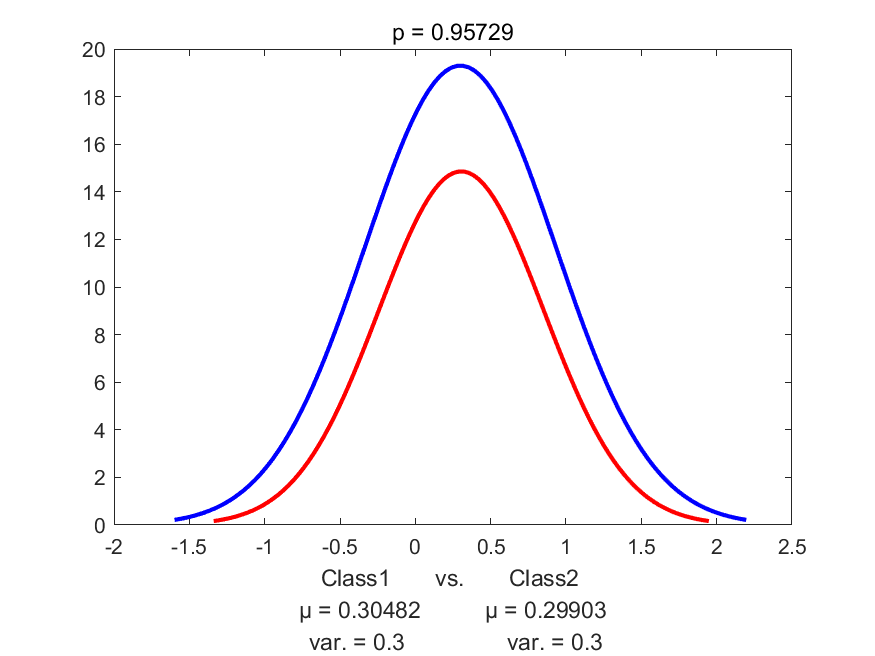 p = 0.95729
20
18
16
14
12
10
8
6
4
2
0
-2 -1.5 -1 -0.5 0 0.5 1 1.5 2 2.5
Class1 vs. Class2
μ = 0.30482 μ = 0.29903
var. = 0.3 var. = 0.3